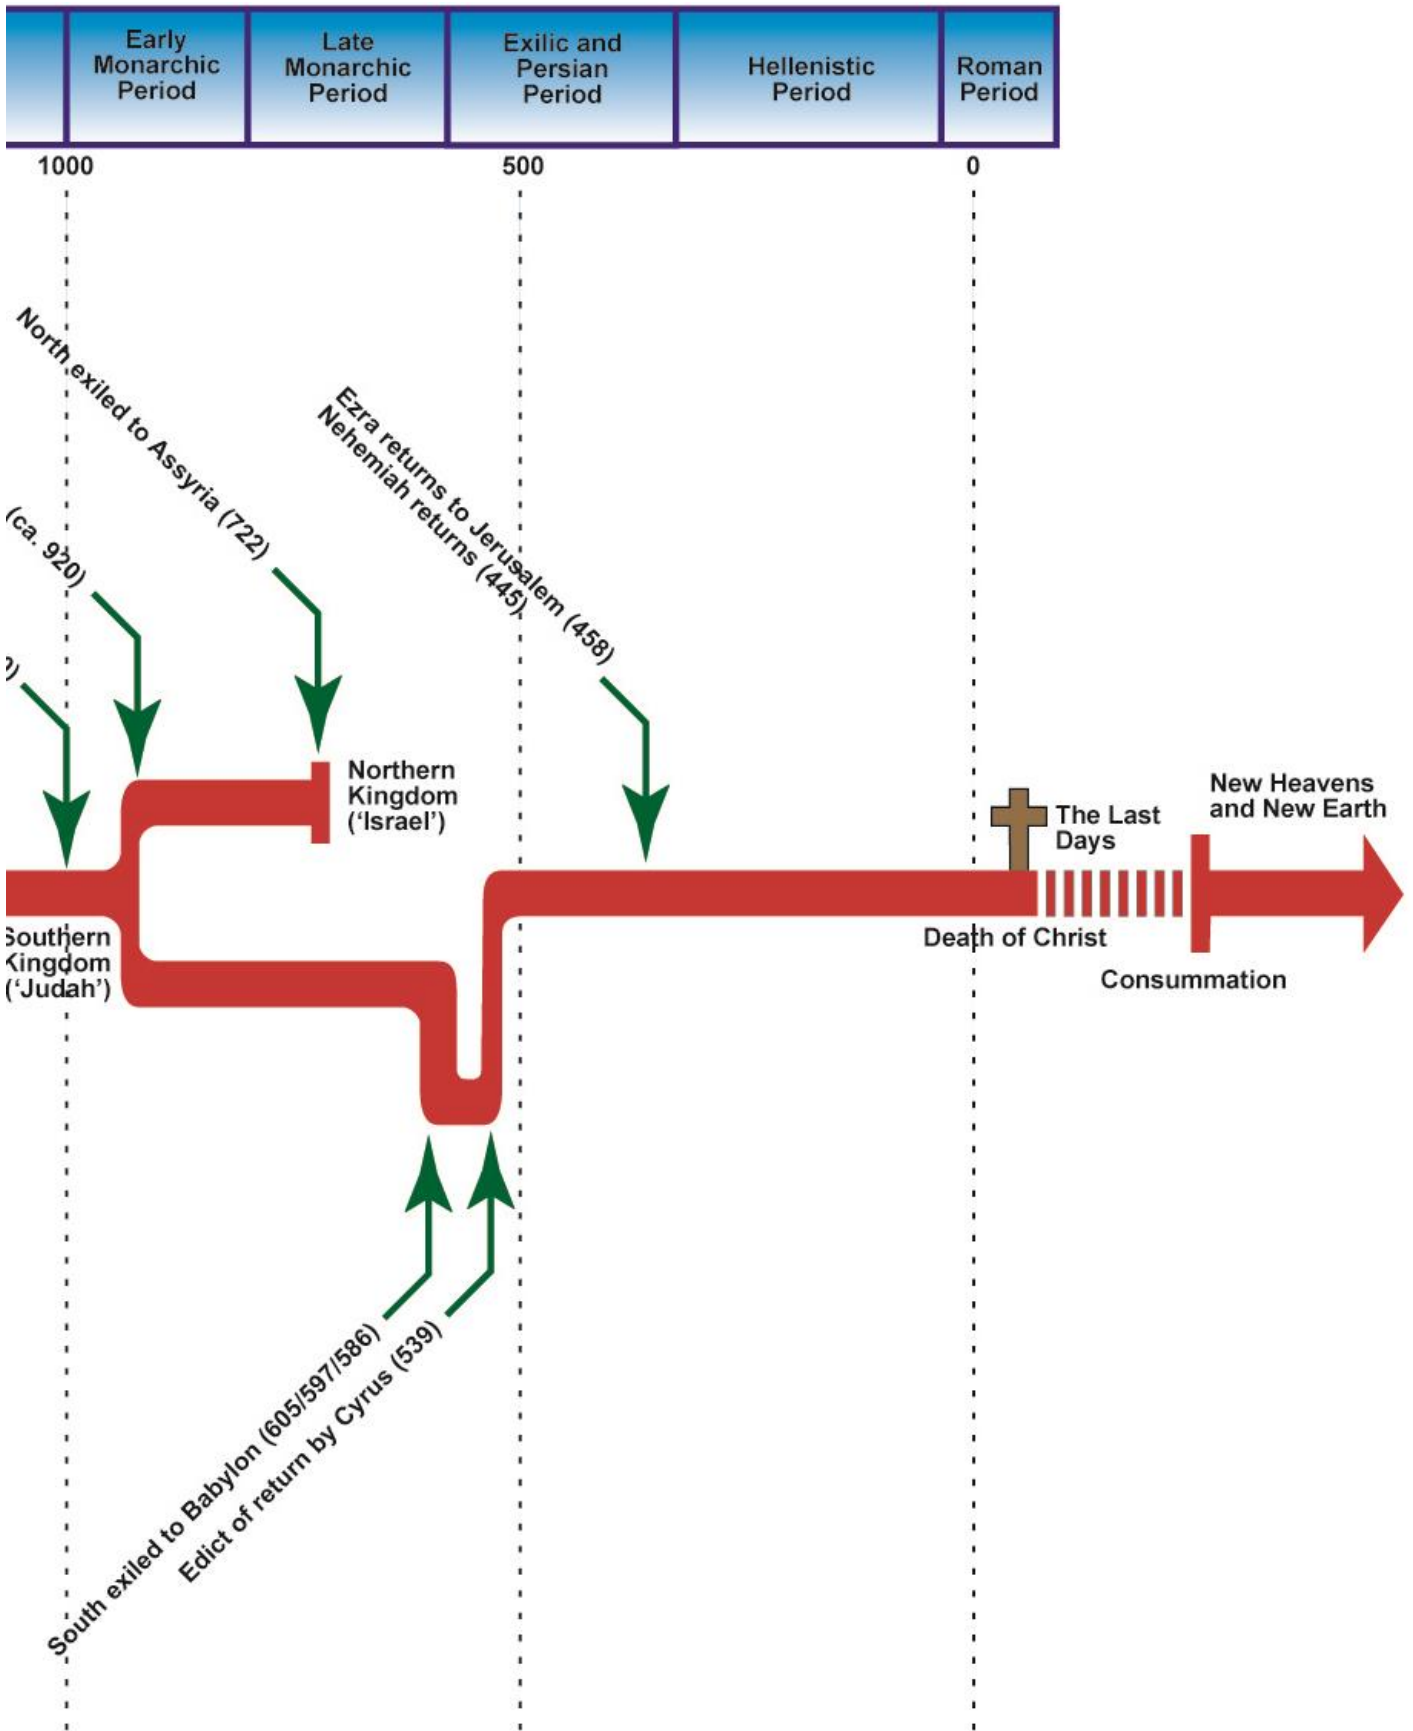 Early
Monarchic
Period
Late
Monarchic
Period
Exilic and
Persian
Period
Hellenistic
Period
Roman
Period
1000
500
0
North exiled to Assyria (722)
Ezra returns to Jerusalem (458)
Nehemiah returns (445)
(ca. 920)
Northern
Kingdom
(‘Israel’)
The Last
Days
New Heavens
and New Earth
Southern
Kingdom
(‘Judah’)
Death of Christ
Consummation
South exiled to Babylon (605/597/586)
Edict of return by Cyrus (539)